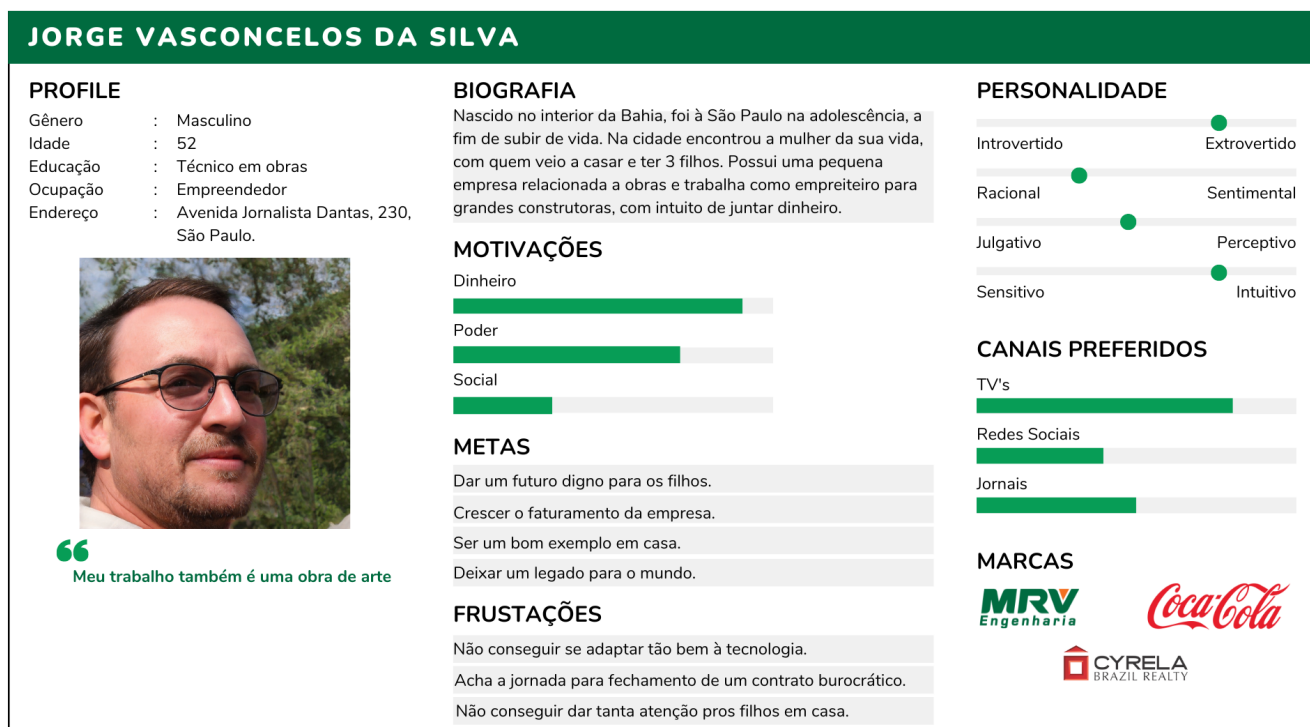 JORGE VASCONCELOS DA SILVA
PROFILE
Gênero : Masculino
Idade : 52
Educação : Técnico em obras
Ocupação : Empreendedor
Endereço : Avenida Jornalista Dantas, 230,
São Paulo.
Meu trabalho também é uma obra de arte
BIOGRAFIA
Nascido no interior da Bahia, foi à São Paulo na adolescência, a
fim de subir de vida. Na cidade encontrou a mulher da sua vida,
com quem veio a casar e ter 3 filhos. Possui uma pequena
empresa relacionada a obras e trabalha como empreiteiro para
grandes construtoras, com intuito de juntar dinheiro.
MOTIVAÇÕES
Dinheiro
Poder
Social
METAS
Dar um futuro digno para os filhos.
Crescer o faturamento da empresa.
Ser um bom exemplo em casa.
Deixar um legado para o mundo.
FRUSTAÇÕES
Não conseguir se adaptar tão bem à tecnologia.
Acha a jornada para fechamento de um contrato burocrático.
Não conseguir dar tanta atenção pros filhos em casa.
PERSONALIDADE
Introvertido Extrovertido
Racional Sentimental
Julgativo Perceptivo
Sensitivo Intuitivo
CANAIS PREFERIDOS
TV's
Redes Sociais
Jornais
MARCAS
MRV
Engenharia
Coca-Cola
CYRELA
BRAZIL REALTY